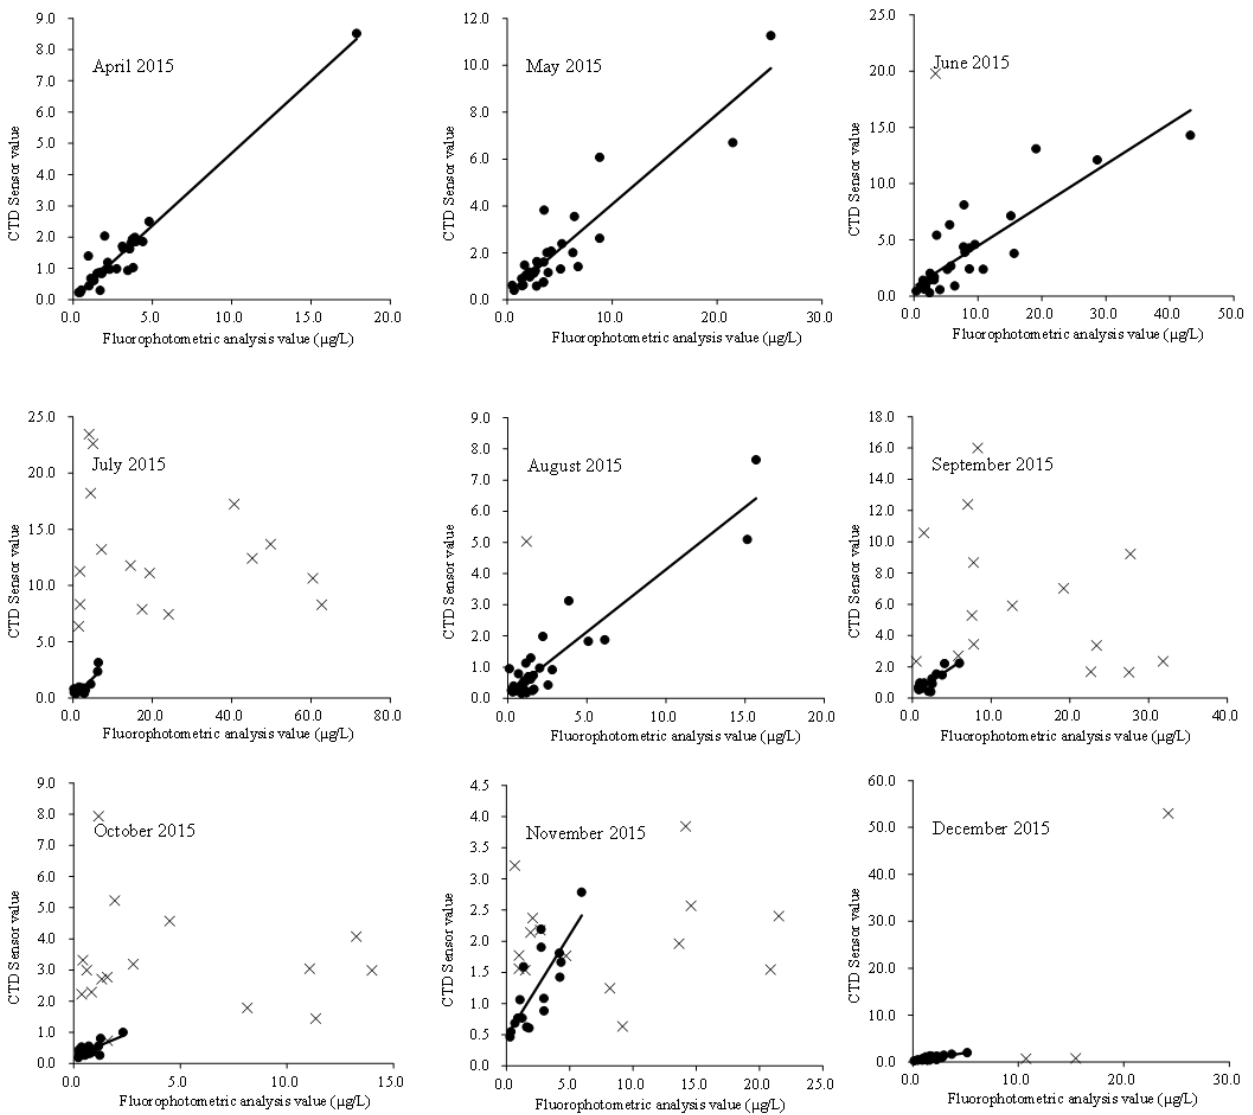 9.0
8.0
7.0
6.0
5.0
4.0
3.0
2.0
1.0
0.0
CTD Sensor value
April 2015
0.0 5.0 10.0 15.0 20.0
Fluorophotometric analysis value (µg/L)
12.0
10.0
8.0
6.0
4.0
2.0
0.0
CTD Sensor value
May 2015
0.0 10.0 20.0 30.0
Fluorophotometric analysis value (µg/L)
25.0
20.0
15.0
10.0
5.0
0.0
CTD Sensor value
June 2015
0.0 10.0 20.0 30.0 40.0 50.0
Fluorophotometric analysis value (µg/L)
25.0
20.0
15.0
10.0
5.0
0.0
CTD Sensor value
July 2015
0.0 20.0 40.0 60.0 80.0
Fluorophotometric analysis value (µg/L)
9.0
8.0
7.0
6.0
5.0
4.0
3.0
2.0
1.0
0.0
CTD Sensor value
August 2015
0.0 5.0 10.0 15.0 20.0
Fluorophotometric analysis value (µg/L)
18.0
16.0
14.0
12.0
10.0
8.0
6.0
4.0
2.0
0.0
CTD Sensor value
September 2015
0.0 10.0 20.0 30.0 40.0
Fluorophotometric analysis value (µg/L)
9.0
8.0
7.0
6.0
5.0
4.0
3.0
2.0
1.0
0.0
CTD Sensor value
October 2015
0.0 5.0 10.0 15.0
Fluorophotometric analysis value (µg/L)
4.5
4.0
3.5
3.0
2.5
2.0
1.5
1.0
0.5
0.0
CTD Sensor value
November 2015
0.0 5.0 10.0 15.0 20.0 25.0
Fluorophotometric analysis value (µg/L)
60.0
50.0
40.0
30.0
20.0
10.0
0.0
CTD Sensor value
December 2015
0.0 10.0 20.0 30.0
Fluorophotometric analysis value (µg/L)